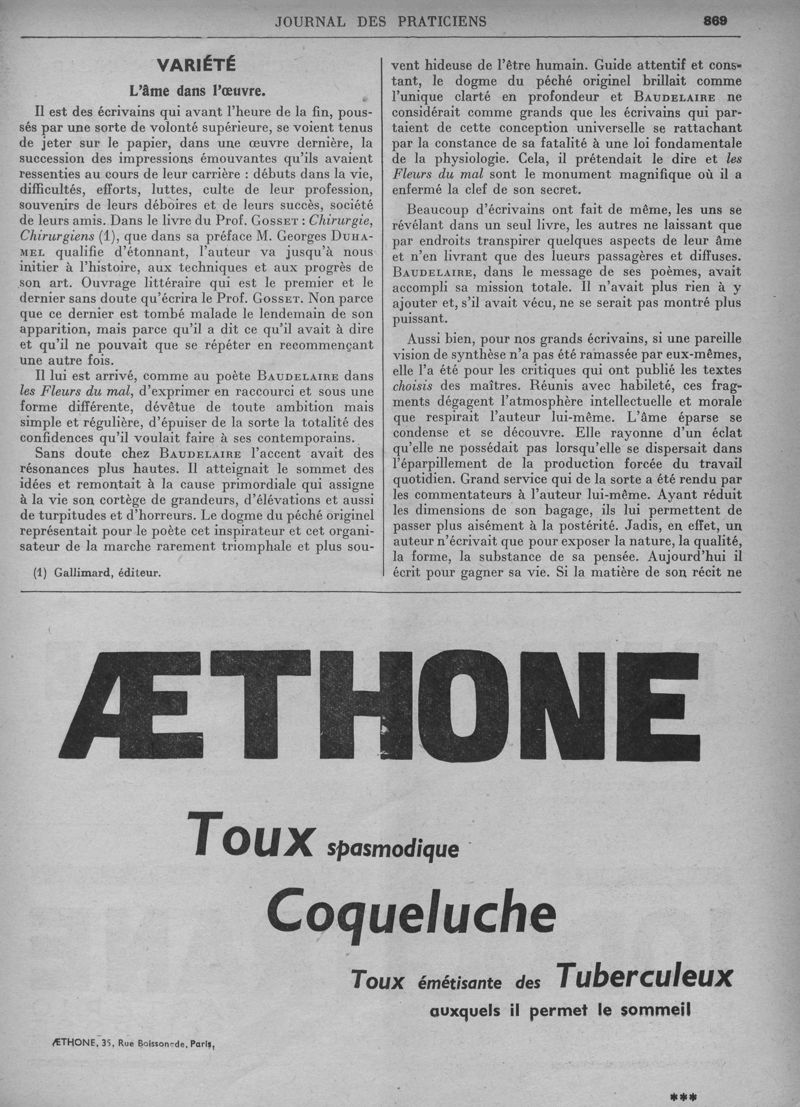 JOURNAL DES PRATICIENS 869
VARIÉTÉ
L'âme dans l'œuvre.
Il est des écrivains qui avant l'heure de la fin, pous-
sés par une sorte de volonté supérieure, se voient tenus
de jeter sur le papier, dans une œuvre dernière, la
succession des impressions émouvantes qu'ils avaient
ressenties au cours de leur carrière : débuts dans la vie,
difficultés, efforts, luttes, culte de leur profession,
souvenirs de leurs déboires et de leurs succès, société
de leurs amis. Dans le livre du Prof. GOSSET : Chirurgie,
Chirurgiens (1), que dans sa préface M. Georges DUHA-
MEL qualifie d'étonnant, l'auteur va jusqu'à nous
initier à l'histoire, aux techniques et aux progrès de
son art. Ouvrage littéraire qui est le premier et le
dernier sans doute qu'écrira le Prof. GOSSET. Non parce
que ce dernier est tombé malade le lendemain de son
apparition, mais parce qu'il a dit ce qu'il avait à dire
et qu'il ne pouvait que se répéter en recommençant
une autre fois.
Il lui est arrivé, comme au poète BAUDELAIRE dans
les Fleurs du mal, d'exprimer en raccourci et sous une
forme différente, dévêtue de toute ambition mais
simple et régulière, d'épuiser de la sorte la totalité des
confidences qu'il voulait faire à ses contemporains.
Sans doute chez BAUDELAIRE l'accent avait des
résonances plus hautes. Il atteignait le sommet des
idées et remontait à la cause primordiale qui assigne
à la vie son cortège de grandeurs, d'élévations et aussi
de turpitudes et d'horreurs. Le dogme du péché originel
représentait pour le poète cet inspirateur et cet organi-
sateur de la marche rarement triomphale et plus sou-
(1) Gallimard, éditeur.
vent hideuse de l'être humain. Guide attentif et cons-
tant, le dogme du péché originel brillait comme
l'unique clarté en profondeur et BAUDELAIRE ne
considérait comme grands que les écrivains qui par-
taient de cette conception universelle se rattachant
par la constance de sa fatalité à une loi fondamentale
de la physiologie. Cela, il prétendait le dire et les
Fleurs du mal sont le monument magnifique où il a
enfermé la clef de son secret.
Beaucoup d'écrivains ont fait de même, les uns se
révélant dans un seul livre, les autres ne laissant que
par endroits transpirer quelques aspects de leur âme
et n'en livrant que des lueurs passagères et diffuses.
BAUDELAIRE, dans le message de ses poèmes, avait
accompli sa mission totale. Il n'avait plus rien à y
ajouter et, s'il avait vécu, ne se serait pas montré plus
puissant.
Aussi bien, pour nos grands écrivains, si une pareille
vision de synthèse n'a pas été ramassée par eux-mêmes,
elle l'a été pour les critiques qui ont publié les textes
choisis des maîtres. Réunis avec habileté, ces frag-
ments dégagent l'atmosphère intellectuelle et morale
que respirait l'auteur lui-même. L'âme éparse se
condense et se découvre. Elle rayonne d'un éclat
qu'elle ne possédait pas lorsqu'elle se dispersait dans
l'éparpillement de la production forcée du travail
quotidien. Grand service qui de la sorte a été rendu par
les commentateurs à l'auteur lui-même. Ayant réduit
les dimensions de son bagage, ils lui permettent de
passer plus aisément à la postérité. Jadis, en effet, un
auteur n'écrivait que pour exposer la nature, la qualité,
la forme, la substance de sa pensée. Aujourd'hui il
écrit pour gagner sa vie. Si la matière de son récit ne
ÆTHONE
Toux spasmodique
Coqueluche
Toux émétisante des Tuberculeux
auxquels il permet le sommeil
ÆTHONE, 35, Rue Boissonade, Paris,
***